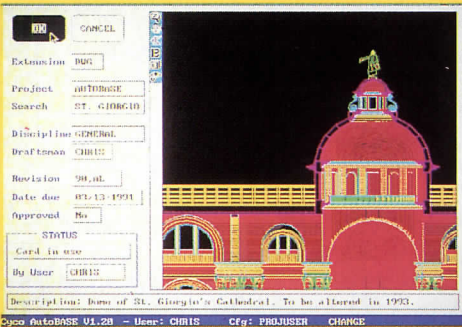 OK
CANCEL
Extension DWG
Project AUTOBASE
Search ST. GIORGIO
Discipline GENERAL
Draftsman CHRIS
Revision
Date due 03-13-1991
Approved No
STATUS
Card in use
By User CHRIS
Description: Dome of St. Giorgio's Cathedral. To be altered in 1993.
Cyco AutoBASE V1.20 - User: CHRIS Cfg: PROJUSER CHANGE